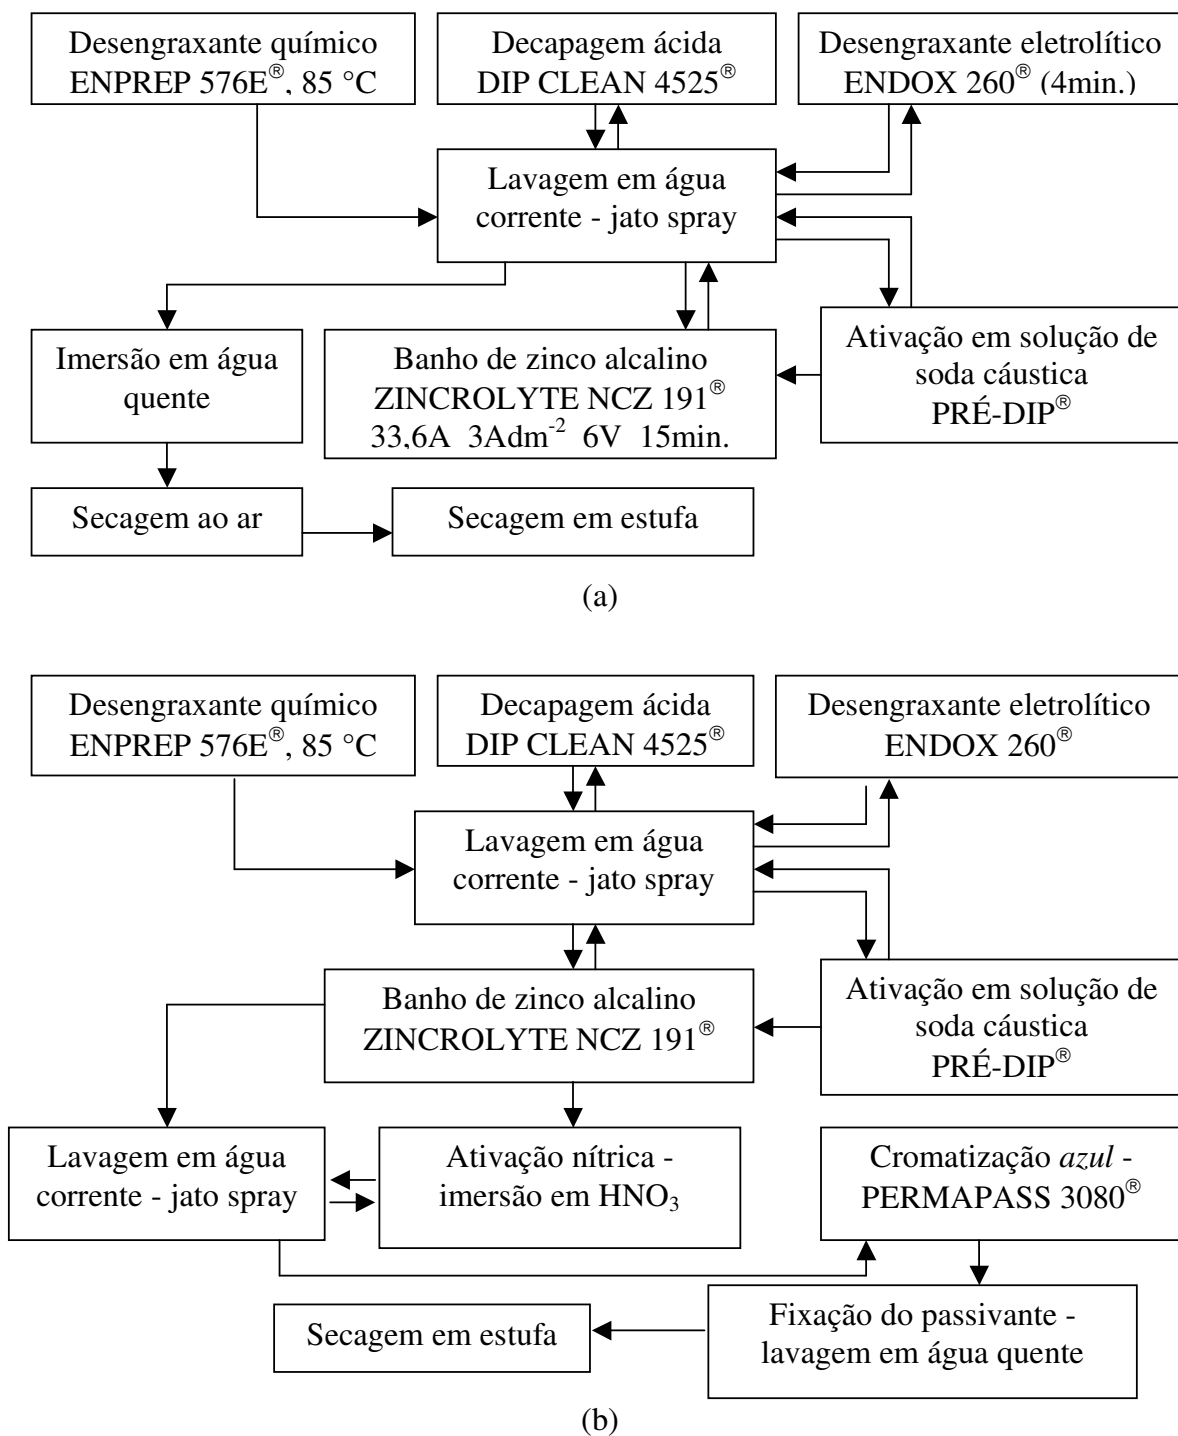 Desengraxante químico
ENPREP 576E®, 85 °C
Decapagem ácida
DIP CLEAN 4525®
Desengraxante eletrolítico
ENDOX 260® (4min.)
Lavagem em água
corrente - jato spray
Imersão em água
quente
Banho de zinco alcalino
ZINCROLYTE NCZ 191®
33,6A 3Adm-2 6V 15min.
Ativação em solução de
soda cáustica
PRÉ-DIP®
Secagem ao ar
Secagem em estufa
(a)
Desengraxante químico
ENPREP 576E®, 85 °C
Decapagem ácida
DIP CLEAN 4525®
Desengraxante eletrolítico
ENDOX 260®
Lavagem em água
corrente - jato spray
Banho de zinco alcalino
ZINCROLYTE NCZ 191®
Ativação em solução de
soda cáustica
PRÉ-DIP®
Lavagem em água
corrente - jato spray
Ativação nítrica -
imersão em HNO3
Cromatização azul -
PERMAPASS 3080®
Secagem em estufa
Fixação do passivante -
lavagem em água quente
(b)